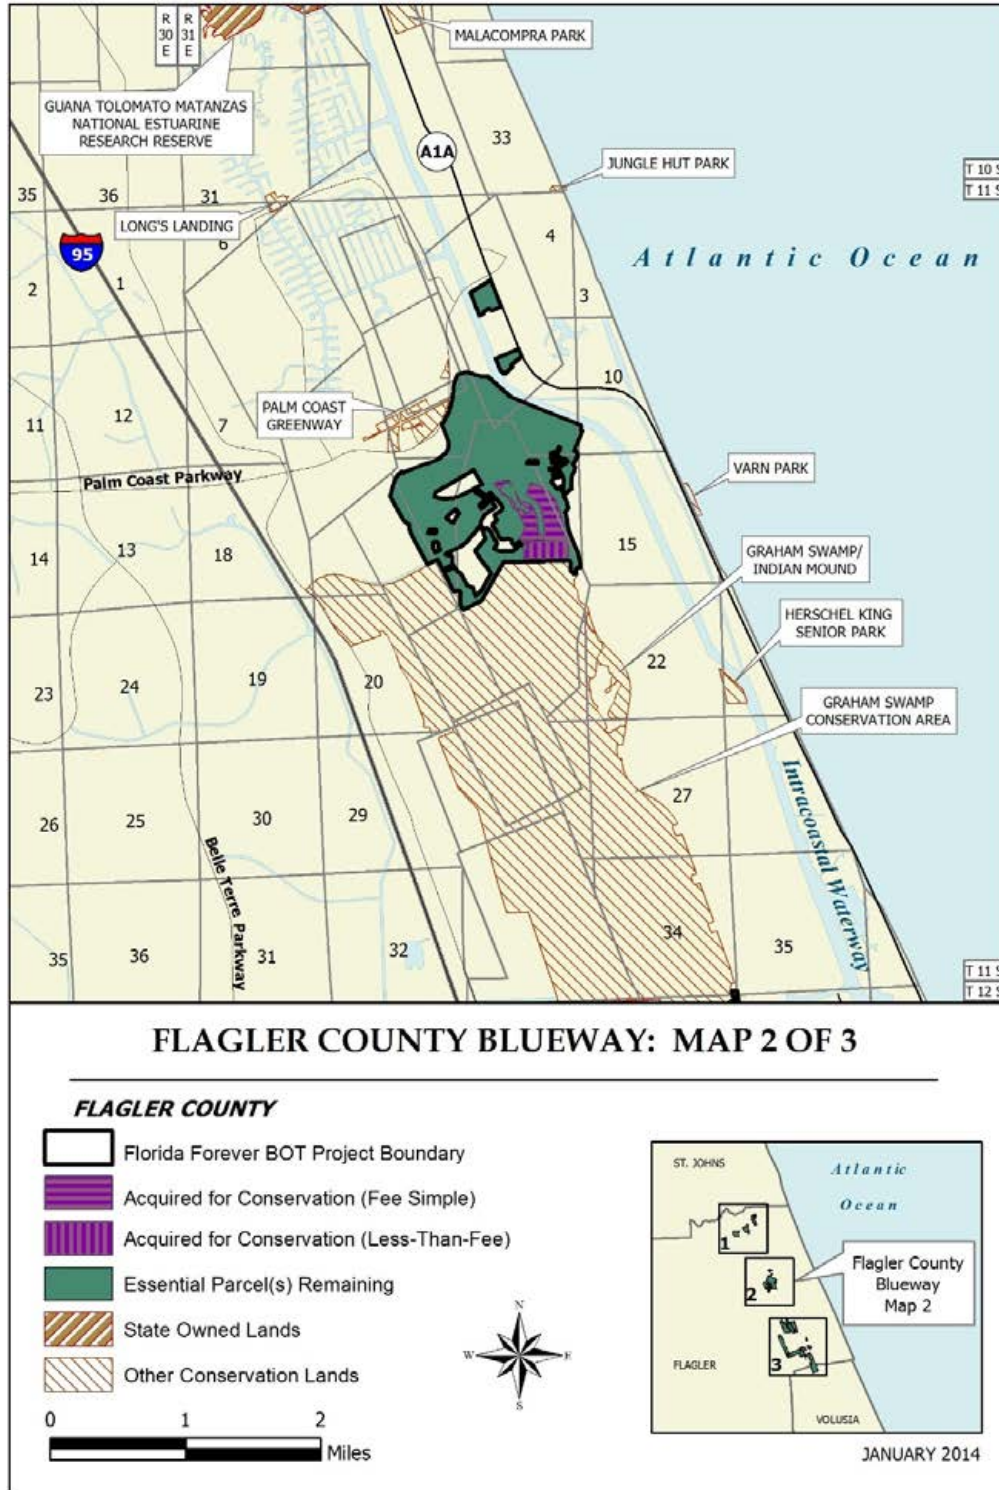 R
30
E
R
31
E
MALACOMPRA PARK
GUANA TOLOMATO MATANZAS
NATIONAL ESTUARINE
RESEARCH RESERVE
A1A
33
JUNGLE HUT PARK
T 10 S
T 11 S
35
36
31
LONG'S LANDING
6
4
95
Atlantic Ocean
2
1
3
10
PALM COAST
GREENWAY
11
12
7
Palm Coast Parkway
VARN PARK
14
13
18
15
GRAHAM SWAMP/
INDIAN MOUND
HERSCHEL KING
SENIOR PARK
22
23
24
19
20
GRAHAM SWAMP
CONSERVATION AREA
27
Intracoastal Waterway
26
25
30
29
Belle Terre Parkway
35
36
31
32
34
35
T 11 S
T 12 S
FLAGLER COUNTY BLUEWAY: MAP 2 OF 3
FLAGLER COUNTY
Florida Forever BOT Project Boundary
Acquired for Conservation (Fee Simple)
Acquired for Conservation (Less-Than-Fee)
Essential Parcel(s) Remaining
State Owned Lands
Other Conservation Lands
0 1 2
Miles
N
W E
S
ST. JOHNS
Atlantic
Ocean
1
2
3
Flagler County
Blueway
Map 2
FLAGLER
VOLUSIA
JANUARY 2014